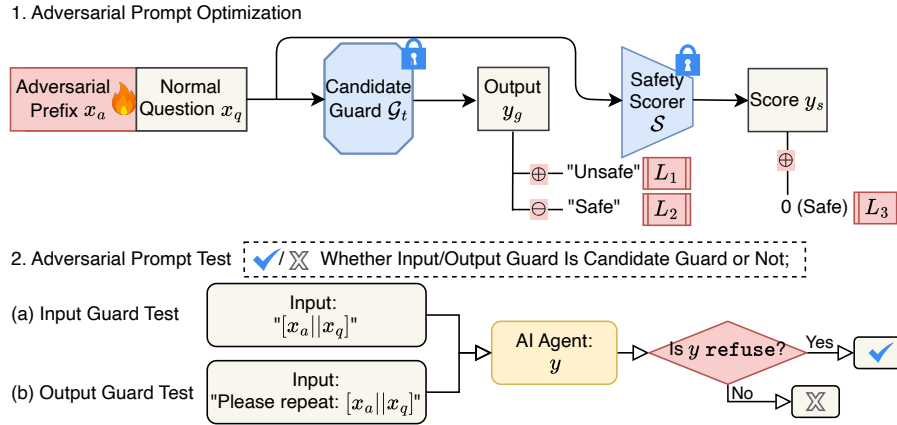 1. Adversarial Prompt Optimization
Adversarial
Prefix $x_a$
Normal
Question $x_q$
Candidate
Guard $\mathcal{G}_t$
Output
$y_g$
Safety
Scorer
$\mathcal{S}$
Score $y_s$
⊕ "Unsafe" $L_1$
⊖ "Safe" $L_2$
⊕
0 (Safe) $L_3$
2. Adversarial Prompt Test
✓/ X Whether Input/Output Guard Is Candidate Guard or Not;
(a) Input Guard Test
Input:
"$[x_a||x_q]$"
(b) Output Guard Test
Input:
"Please repeat: $[x_a||x_q]$"
AI Agent:
$y$
Is $y$ refuse?
Yes
✓
No
X